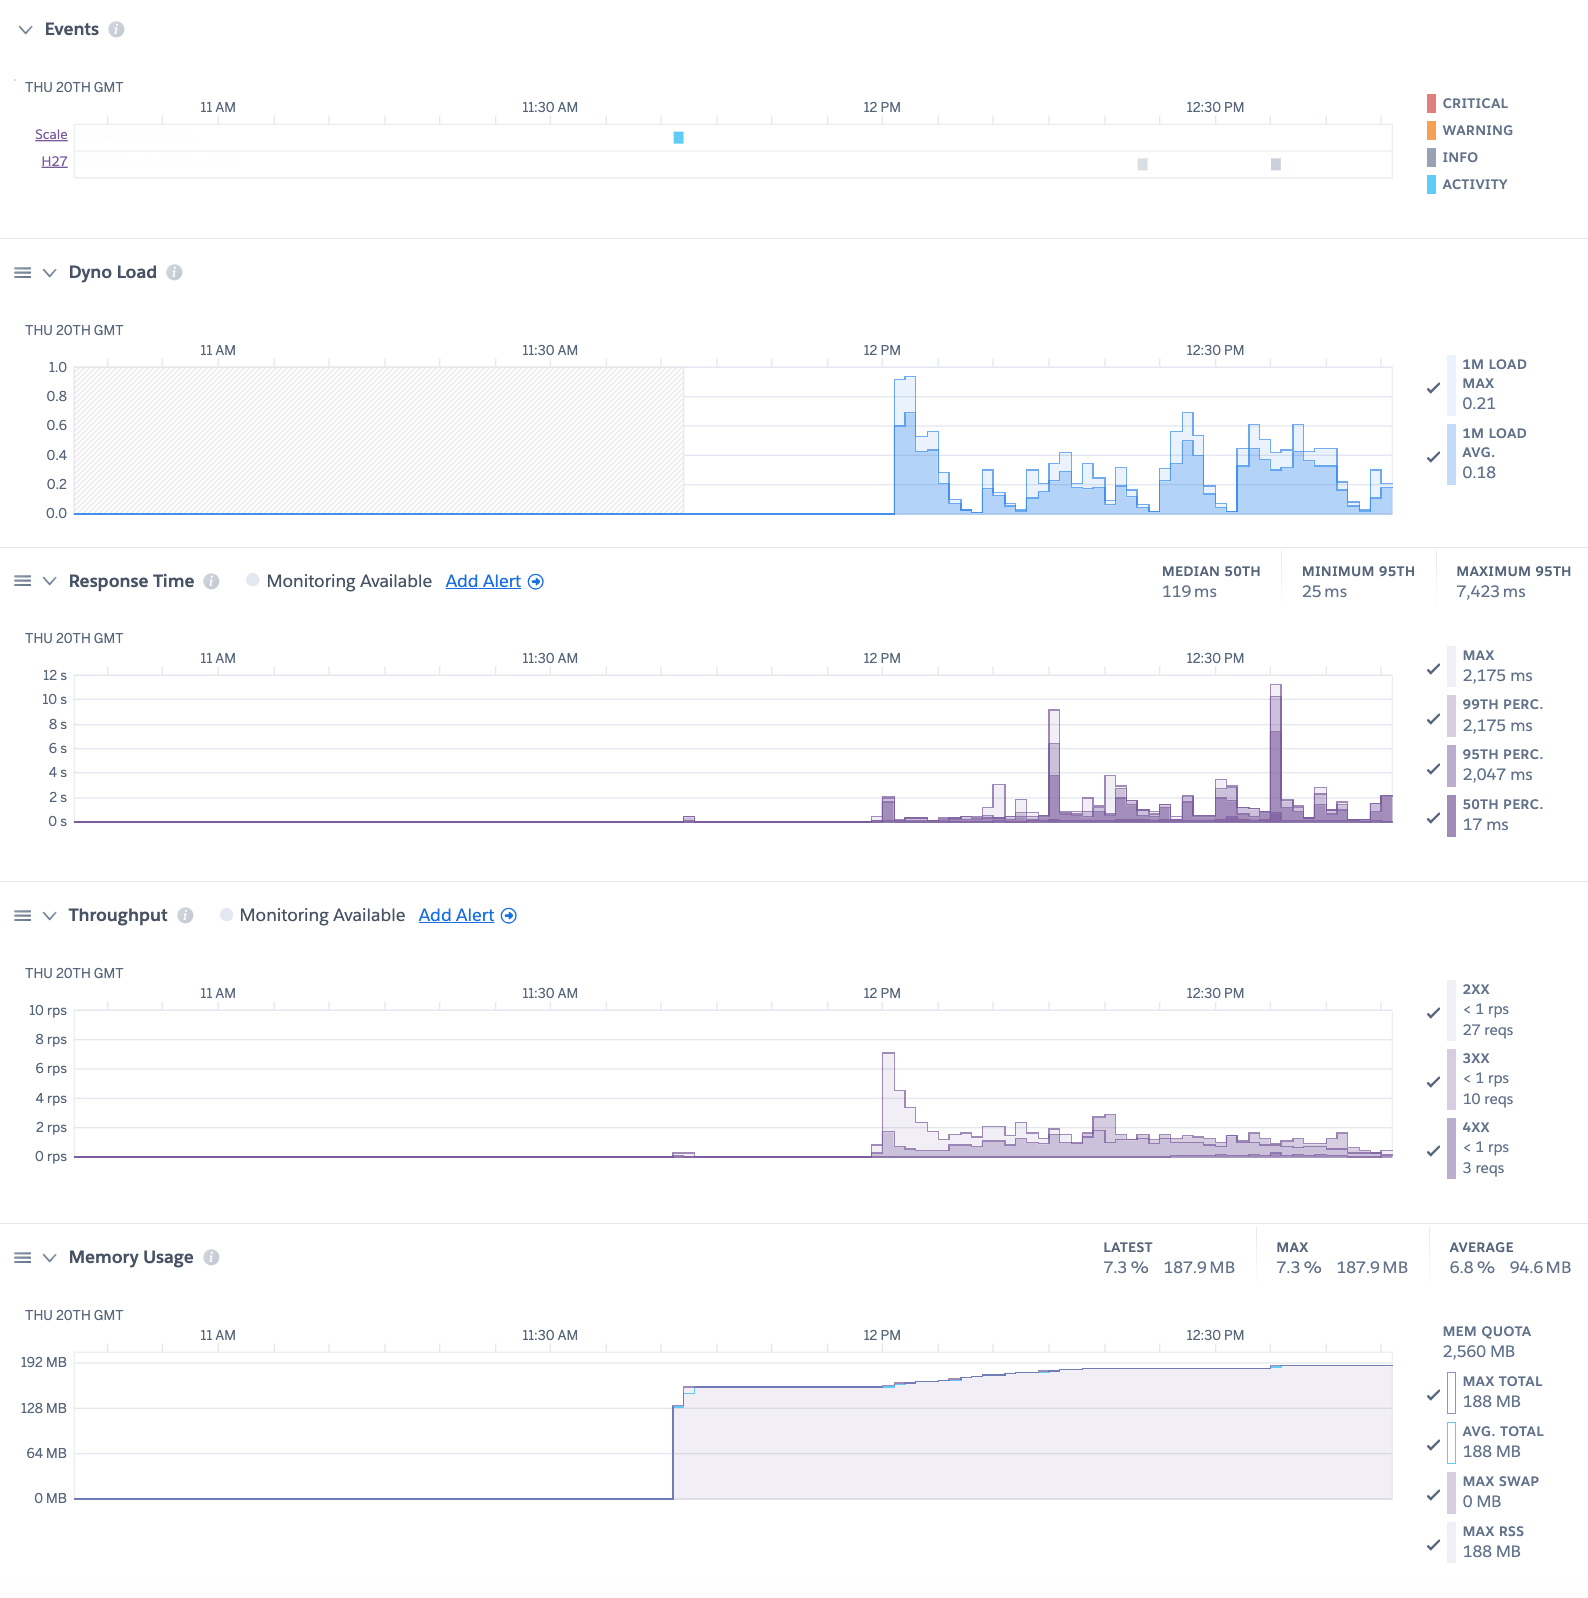 Events
THU 20TH GMT
11 AM 11:30 AM 12 PM 12:30 PM
Scale
H27
CRITICAL
WARNING
INFO
ACTIVITY
Dyno Load
THU 20TH GMT
11 AM 11:30 AM 12 PM 12:30 PM
1.0
0.8
0.6
0.4
0.2
0.0
1M LOAD
MAX
0.21
1M LOAD
AVG.
0.18
Response Time Monitoring Available Add Alert
MEDIAN 50TH MINIMUM 95TH MAXIMUM 95TH
119 ms 25 ms 7,423 ms
THU 20TH GMT
11 AM 11:30 AM 12 PM 12:30 PM
12 s
10 s
8 s
6 s
4 s
2 s
0 s
MAX
2,175 ms
99TH PERC.
2,175 ms
95TH PERC.
2,047 ms
50TH PERC.
17 ms
Throughput Monitoring Available Add Alert
THU 20TH GMT
11 AM 11:30 AM 12 PM 12:30 PM
10 rps
8 rps
6 rps
4 rps
2 rps
0 rps
2XX
< 1 rps
27 reqs
3XX
< 1 rps
10 reqs
4XX
< 1 rps
3 reqs
Memory Usage
LATEST MAX AVERAGE
7.3 % 187.9 MB 7.3 % 187.9 MB 6.8 % 94.6 MB
THU 20TH GMT
11 AM 11:30 AM 12 PM 12:30 PM
192 MB
128 MB
64 MB
0 MB
MEM QUOTA
2,560 MB
MAX TOTAL
188 MB
AVG. TOTAL
188 MB
MAX SWAP
0 MB
MAX RSS
188 MB